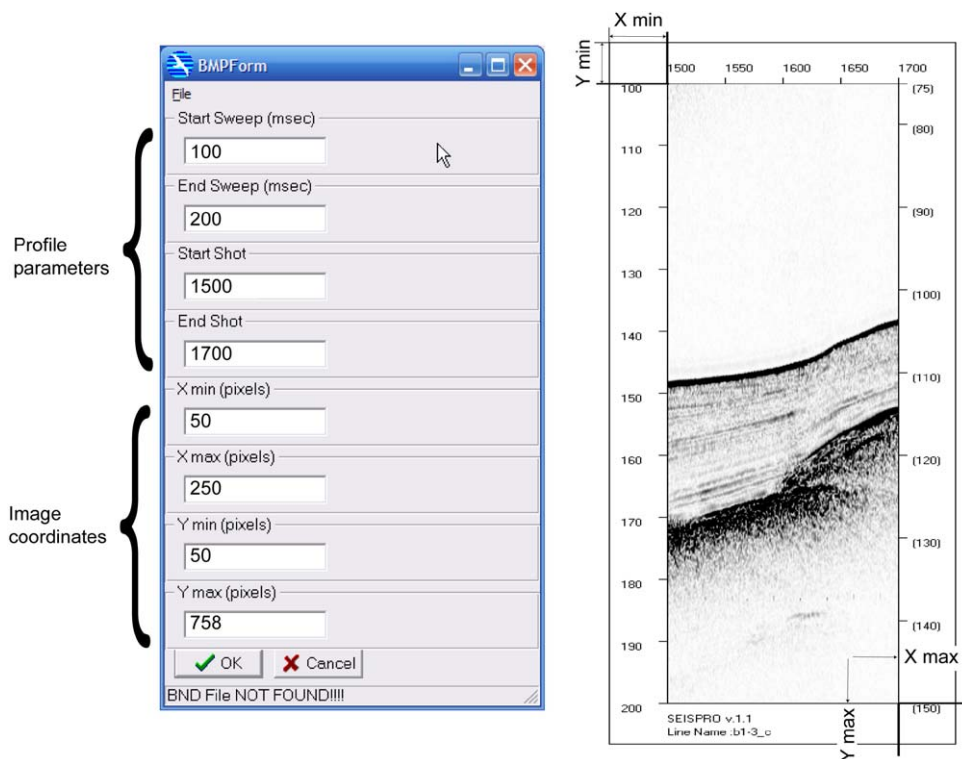 BMPForm
File
Start Sweep (msec)
100
End Sweep (msec)
200
Start Shot
1500
End Shot
1700
X min (pixels)
50
X max (pixels)
250
Y min (pixels)
50
Y max (pixels)
758
OK Cancel
BND File NOT FOUND!!!!
Profile
parameters
Image
coordinates
X min
Y min
1500 1550 1600 1650 1700
100
110
120
130
140
150
160
170
180
190
200
(75)
(80)
(90)
(100)
(110)
(120)
(130)
(140)
(150)
X max
Y max
SEISPRO v.1.1
Line Name :b1-3_c